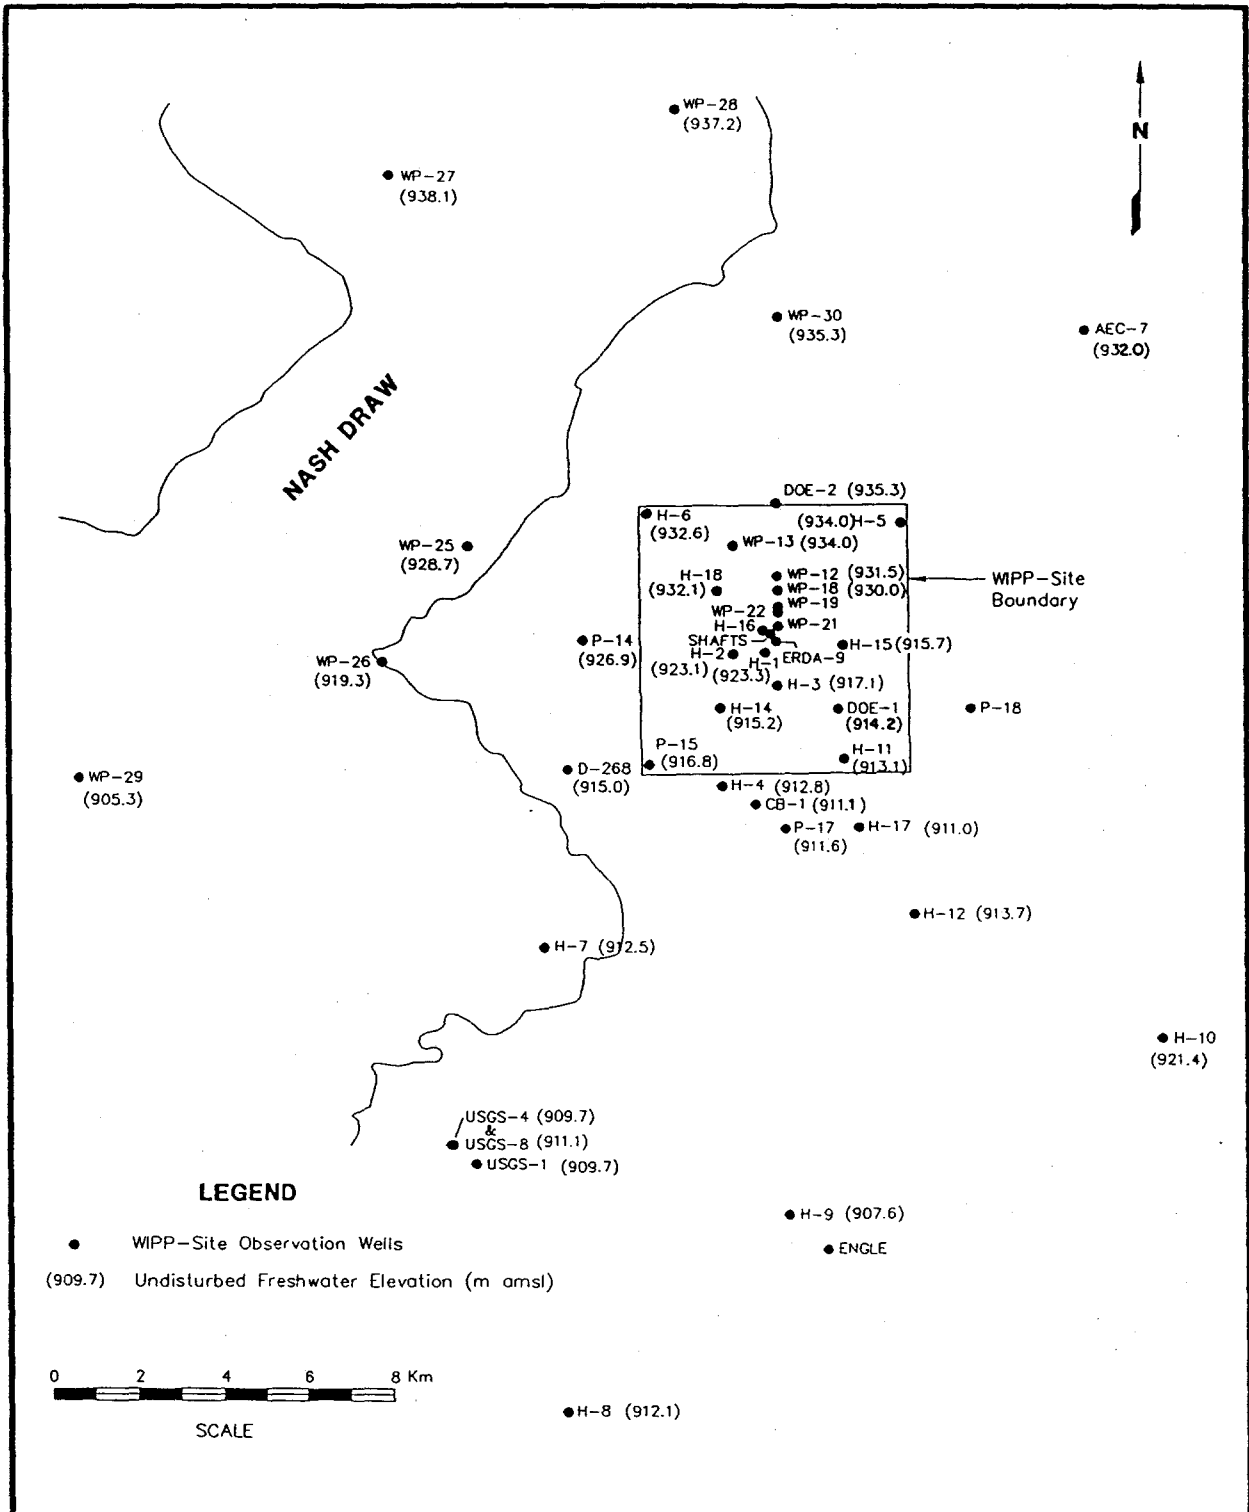 WP-28
(937.2)
N
WP-27
(938.1)
WP-30
(935.3)
AEC-7
(932.0)
NASH DRAW
DOE-2 (935.3)
H-6
(932.6)
(934.0)H-5
WP-13 (934.0)
WP-25
(928.7)
H-18
(932.1)
WP-12 (931.5)
WP-18 (930.0)
WP-19
WP-22
WP-21
H-16
SHAFTS
WIPP-Site
Boundary
P-14
(926.9)
H-15 (915.7)
ERDA-9
H-2
(923.1)
H-1
(923.3)
WP-26
(919.3)
H-3 (917.1)
H-14
(915.2)
DOE-1
(914.2)
P-18
P-15
(916.8)
H-11
(913.1)
D-268
(915.0)
WP-29
(905.3)
H-4 (912.8)
CB-1 (911.1)
P-17
(911.6)
H-17 (911.0)
H-12 (913.7)
H-7 (912.5)
H-10
(921.4)
USGS-4 (909.7)
&
USGS-8 (911.1)
USGS-1 (909.7)
LEGEND
H-9 (907.6)
WIPP-Site Observation Wells
ENGLE
(909.7) Undisturbed Freshwater Elevation (m amsl)
0 2 4 6 8 Km
SCALE
H-8 (912.1)